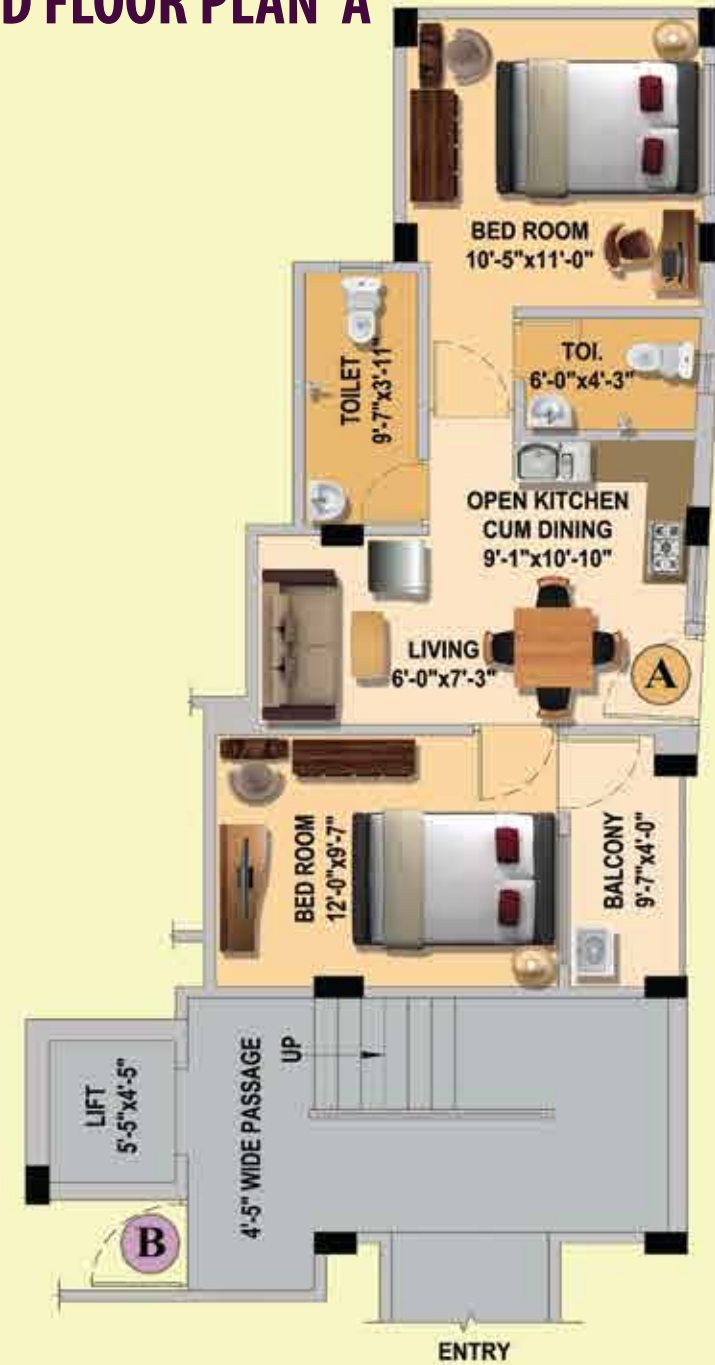 D FLOOR PLAN 'A'
BED ROOM
10'-5"x11'-0"
TOILET
9'-7"x3'-11"
TOI.
6'-0"x4'-3"
OPEN KITCHEN
CUM DINING
9'-1"x10'-10"
LIVING
6'-0"x7'-3"
A
BED ROOM
12'-0"x9'-7"
BALCONY
9'-7"x4'-0"
LIFT
5'-5"x4'-5"
4'-5" WIDE PASSAGE
UP
B
ENTRY